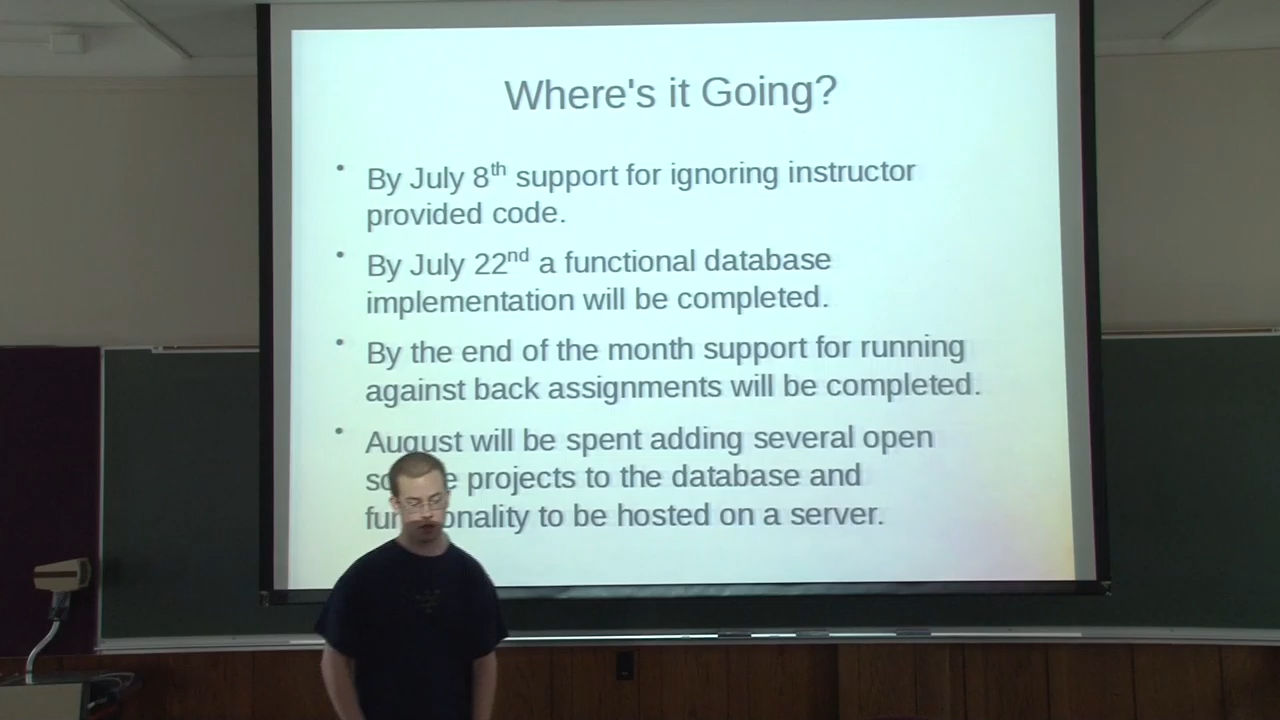 Where's it Going?
• By July 8th support for ignoring instructor
provided code.
• By July 22nd a functional database
implementation will be completed.
• By the end of the month support for running
against back assignments will be completed.
• August will be spent adding several open
projects to the database and
to be hosted on a server.